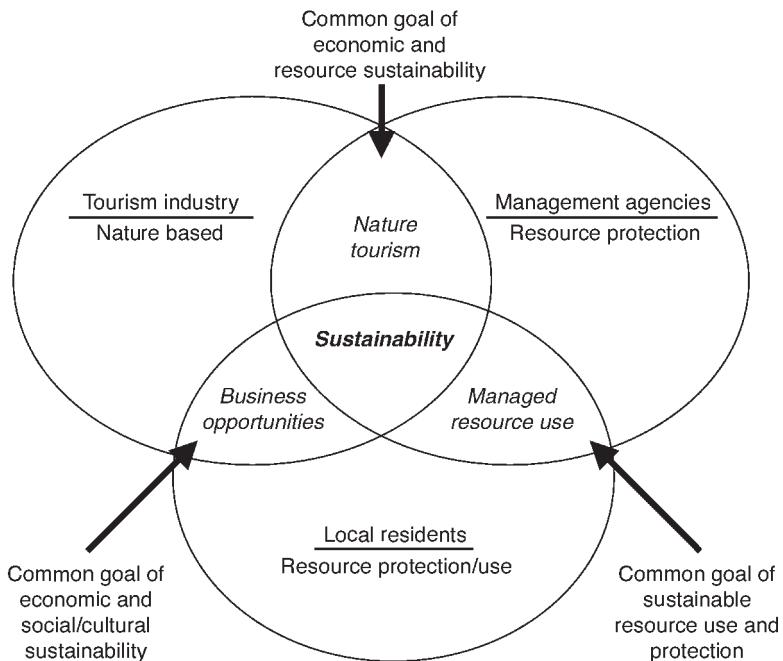 Common goal of
economic and
resource sustainability
Tourism industry
Nature based
Management agencies
Resource protection
Nature
tourism
Sustainability
Business
opportunities
Managed
resource use
Local residents
Resource protection/use
Common goal of
economic and
social/cultural
sustainability
Common goal of
sustainable
resource use and
protection